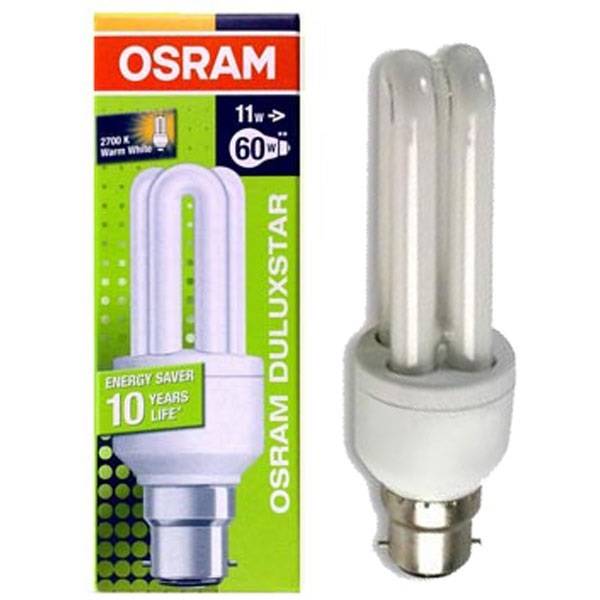 OSRAM
11W->
60W**
2700 K
Warm White
OSRAM DULUXSTAR
ENERGY SAVER
10 YEARS
LIFE*